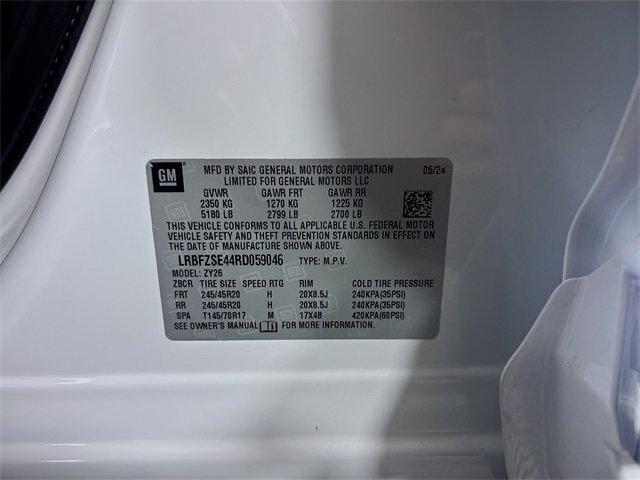 GM
MFD BY SAIC GENERAL MOTORS CORPORATION 05/24
LIMITED FOR GENERAL MOTORS LLC
GVWR GAWR FRT GAWR RR
2350 KG 1270 KG 1225 KG
5180 LB 2799 LB 2700 LB
THIS VEHICLE CONFORMS TO ALL APPLICABLE U.S. FEDERAL MOTOR
VEHICLE SAFETY AND THEFT PREVENTION STANDARDS IN EFFECT
ON THE DATE OF MANUFACTURE SHOWN ABOVE.
LRBFZSE44RD059046 TYPE: M.P.V.
MODEL: ZY26
ZBCR TIRE SIZE SPEED RTG RIM COLD TIRE PRESSURE
FRT 245/45R20 H 20X8.5J 240KPA(35PSI)
RR 245/45R20 H 20X8.5J 240KPA(35PSI)
SPA T145/70R17 M 17X4B 420KPA(60PSI)
SEE OWNER'S MANUAL FOR MORE INFORMATION.